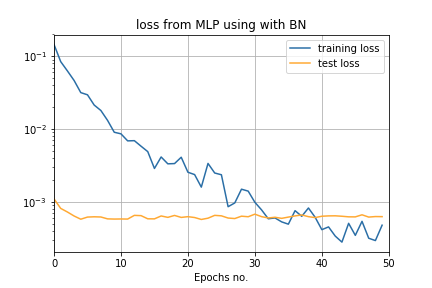 loss from MLP using with BN
training loss
test loss
10⁻¹
10⁻²
10⁻³
0 10 20 30 40 50
Epochs no.